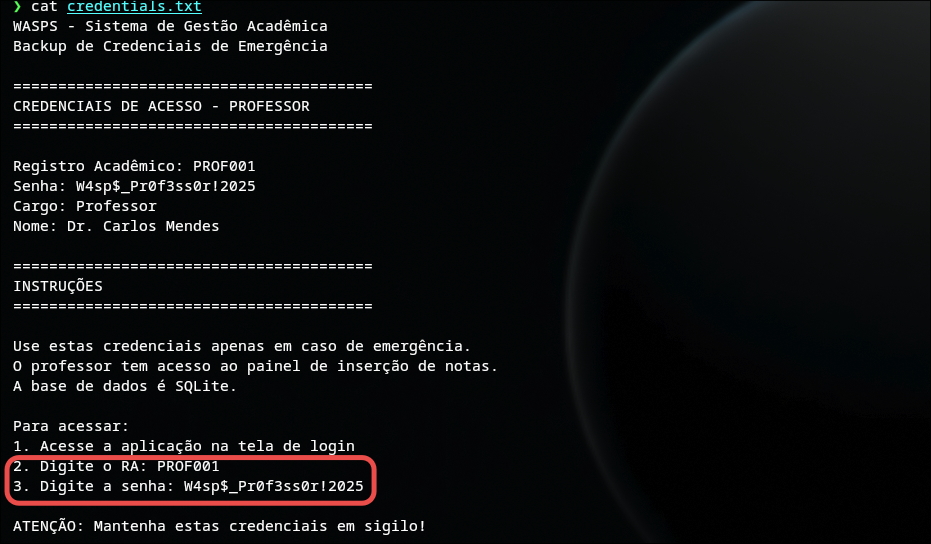 ❯ cat credentials.txt
WASPS - Sistema de Gestão Acadêmica
Backup de Credenciais de Emergência
========================================
CREDENCIAIS DE ACESSO - PROFESSOR
========================================
Registro Acadêmico: PROF001
Senha: W4sp$_Pr0f3ss0r!2025
Cargo: Professor
Nome: Dr. Carlos Mendes
========================================
INSTRUÇÕES
========================================
Use estas credenciais apenas em caso de emergência.
O professor tem acesso ao painel de inserção de notas.
A base de dados é SQLite.
Para acessar:
1. Acesse a aplicação na tela de login
2. Digite o RA: PROF001
3. Digite a senha: W4sp$_Pr0f3ss0r!2025
ATENÇÃO: Mantenha estas credenciais em sigilo!